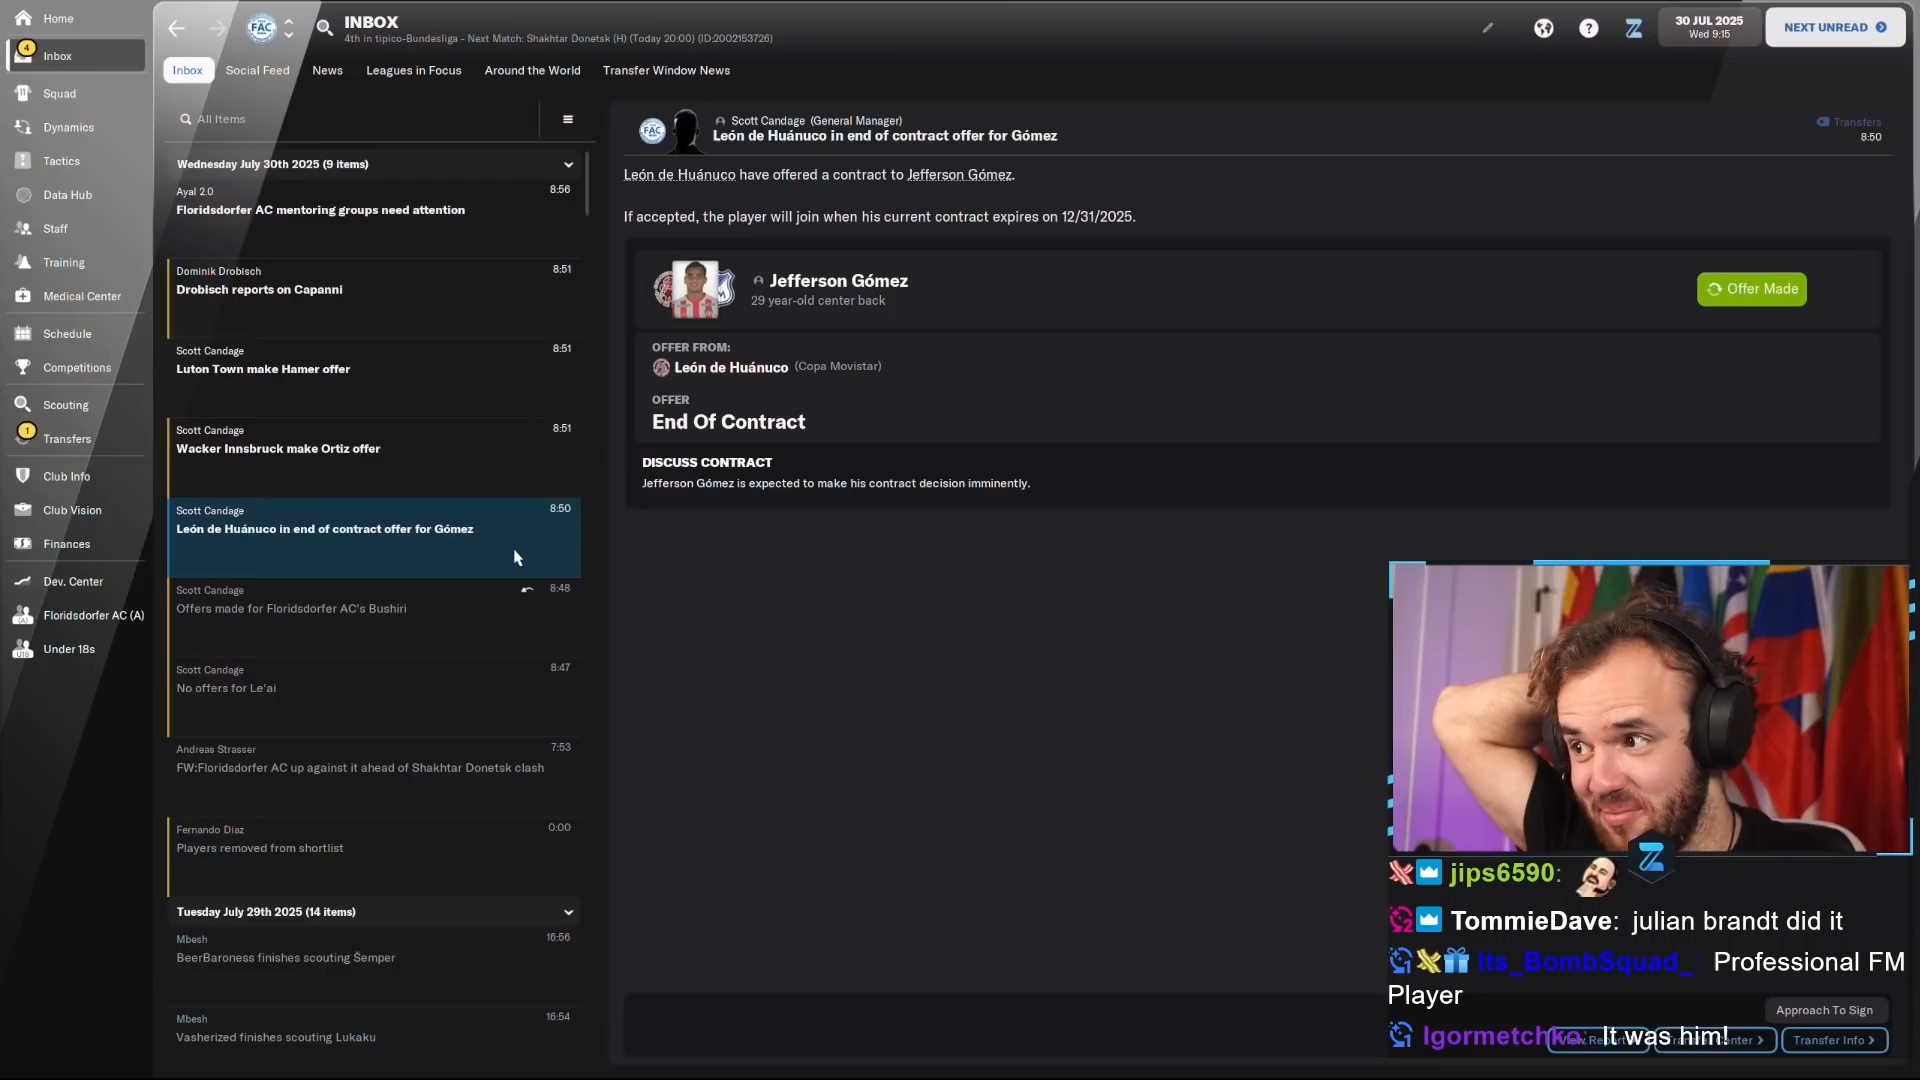 Home
4
Inbox
Squad
Dynamics
Tactics
Data Hub
Staff
Training
Medical Center
Schedule
Competitions
Scouting
1
Transfers
Club Info
Club Vision
Finances
Dev. Center
Floridsdorfer AC (A)
Under 18s
FAC
INBOX
4th in tipico-Bundesliga - Next Match: Shakhtar Donetsk (H) (Today 20:00) (ID:2002153726)
30 JUL 2025
Wed 9:15
NEXT UNREAD
Inbox
Social Feed
News
Leagues in Focus
Around the World
Transfer Window News
All Items
Wednesday July 30th 2025 (9 items)
Ayal 2.0
8:56
Floridsdorfer AC mentoring groups need attention
Dominik Drobisch
8:51
Drobisch reports on Capanni
Scott Candage
8:51
Luton Town make Hamer offer
Scott Candage
8:51
Wacker Innsbruck make Ortiz offer
Scott Candage
8:50
León de Huánuco in end of contract offer for Gómez
Scott Candage
8:48
Offers made for Floridsdorfer AC's Bushiri
Scott Candage
8:47
No offers for Le'ai
Andreas Strasser
7:53
FW:Floridsdorfer AC up against it ahead of Shakhtar Donetsk clash
Fernando Diaz
0:00
Players removed from shortlist
Tuesday July 29th 2025 (14 items)
Mbesh
16:56
BeerBaroness finishes scouting Šemper
Mbesh
16:54
Vasherized finishes scouting Lukaku
FAC
Scott Candage (General Manager)
León de Huánuco in end of contract offer for Gómez
Transfers
8:50
León de Huánuco have offered a contract to Jefferson Gómez.
If accepted, the player will join when his current contract expires on 12/31/2025.
Jefferson Gómez
29 year-old center back
Offer Made
OFFER FROM:
León de Huánuco (Copa Movistar)
OFFER
End Of Contract
DISCUSS CONTRACT
Jefferson Gómez is expected to make his contract decision imminently.
jips6590:
TommieDave: julian brandt did it
Its_BombSquad_: Professional FM
Player
Igormetchko: It was him!
Approach To Sign
Transfer Info